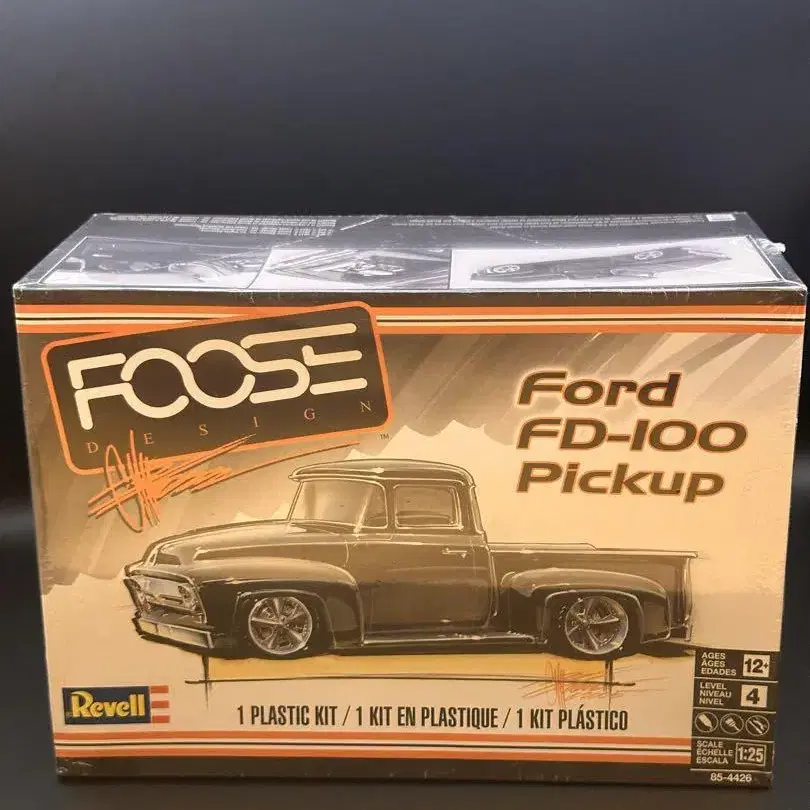 FOOSE
DESIGN
™
Ford
FD-100
Pickup
Revell
1 PLASTIC KIT / 1 KIT EN PLASTIQUE / 1 KIT PLÁSTICO
AGES
ÂGES
EDADES
12+
LEVEL
NIVEAU
NIVEL
4
SCALE
ÉCHELLE
ESCALA
1:25
85-4426